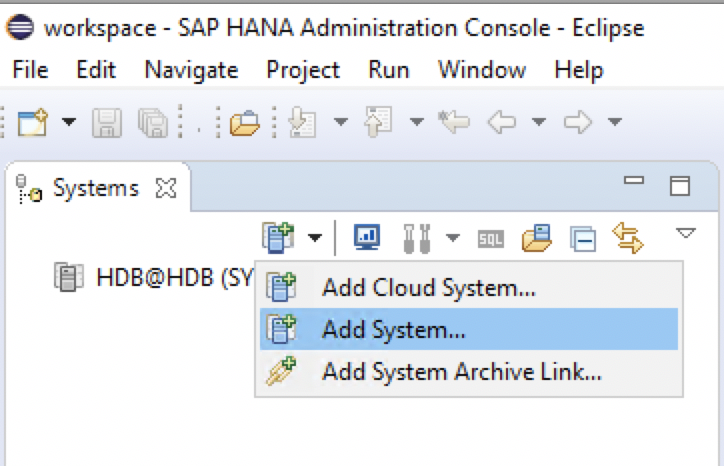 workspace - SAP HANA Administration Console - Eclipse
File Edit Navigate Project Run Window Help
Systems
SQL
HDB@HDB (SY
Add Cloud System...
Add System...
Add System Archive Link...